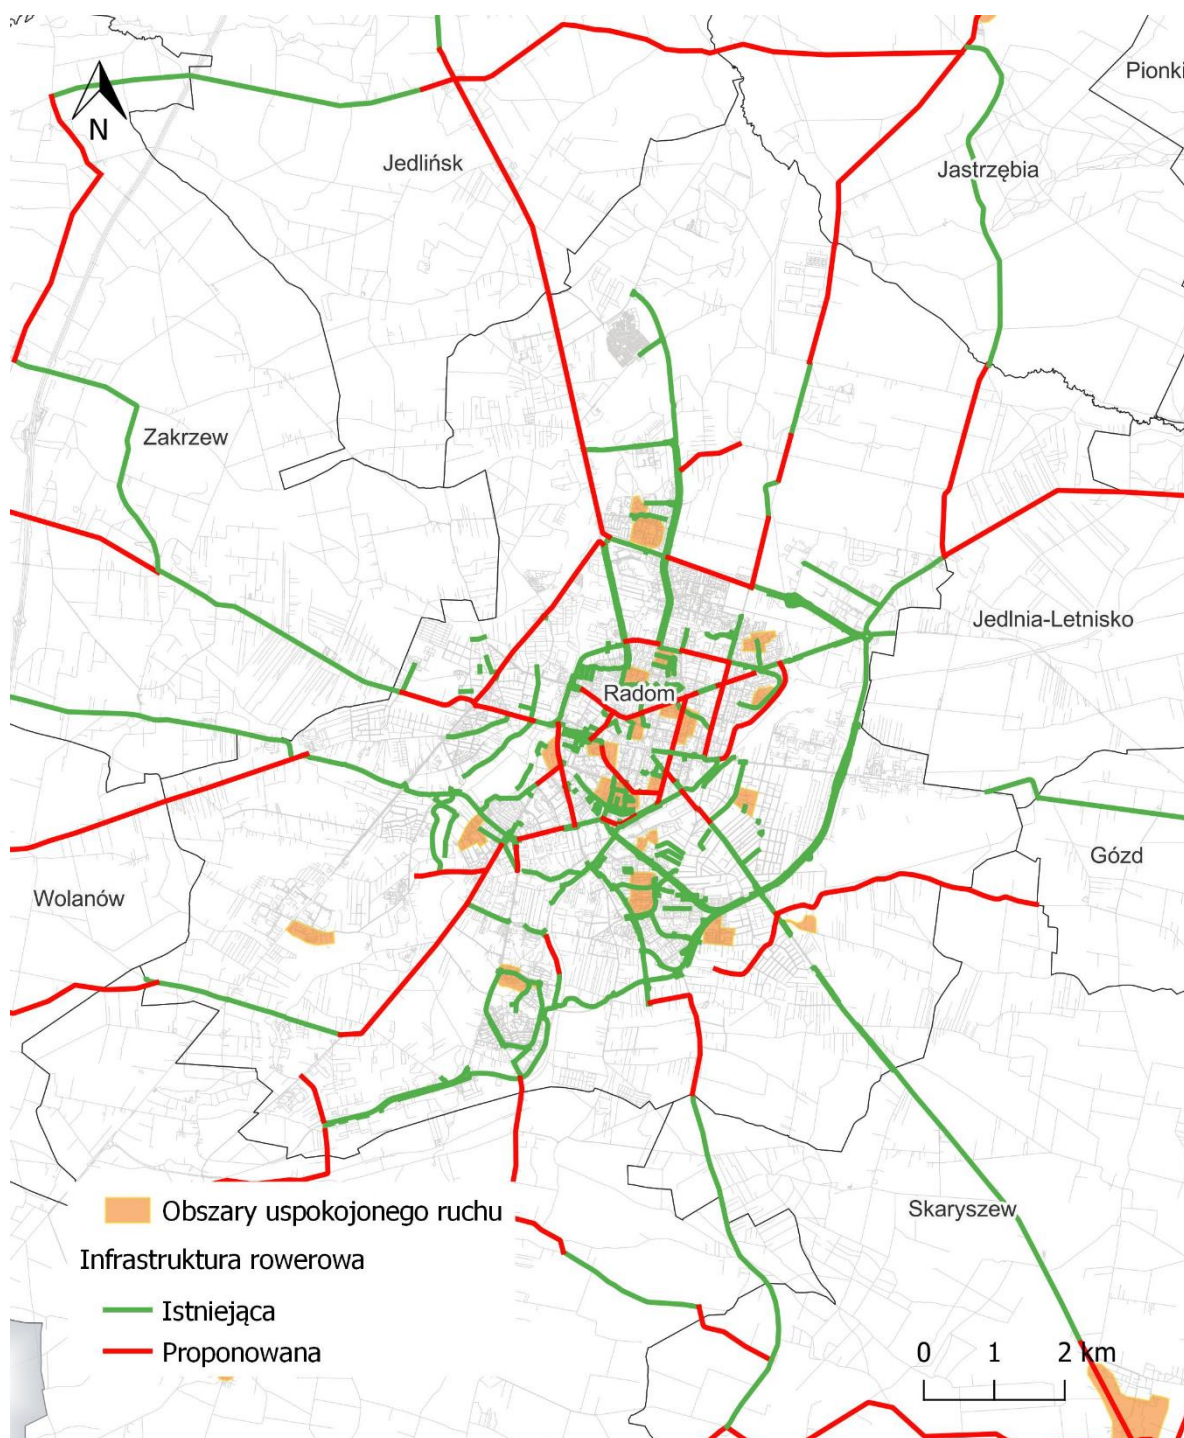 Pionki
N
Jedlińsk
Jastrzębia
Zakrzew
Jedlnia-Letnisko
Radom
Gózd
Wolanów
Skaryszew
Obszary uspokojonego ruchu
Infrastruktura rowerowa
Istniejąca
Proponowana
0 1 2 km